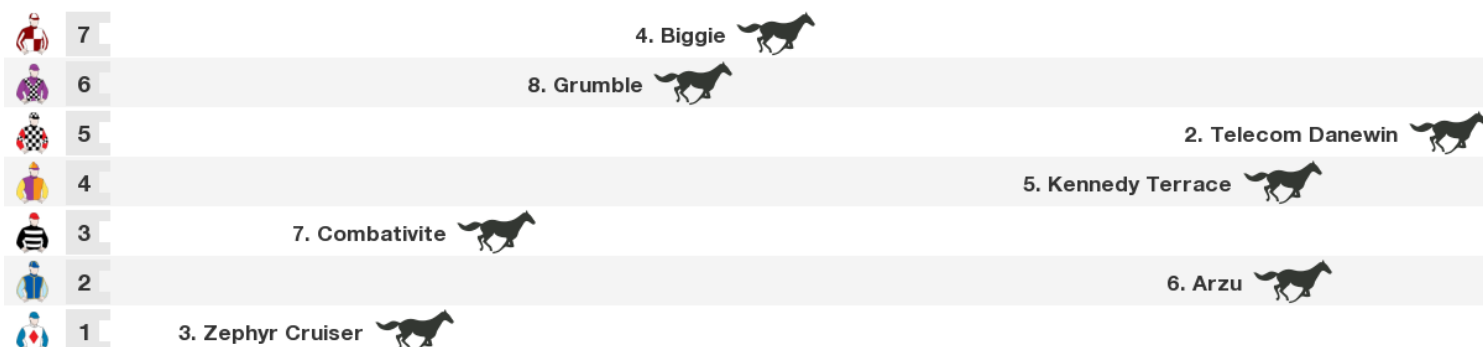 7 4. Biggie
6 8. Grumble
5 2. Telecom Danewin
4 5. Kennedy Terrace
3 7. Combativite
2 6. Arzu
1 3. Zephyr Cruiser